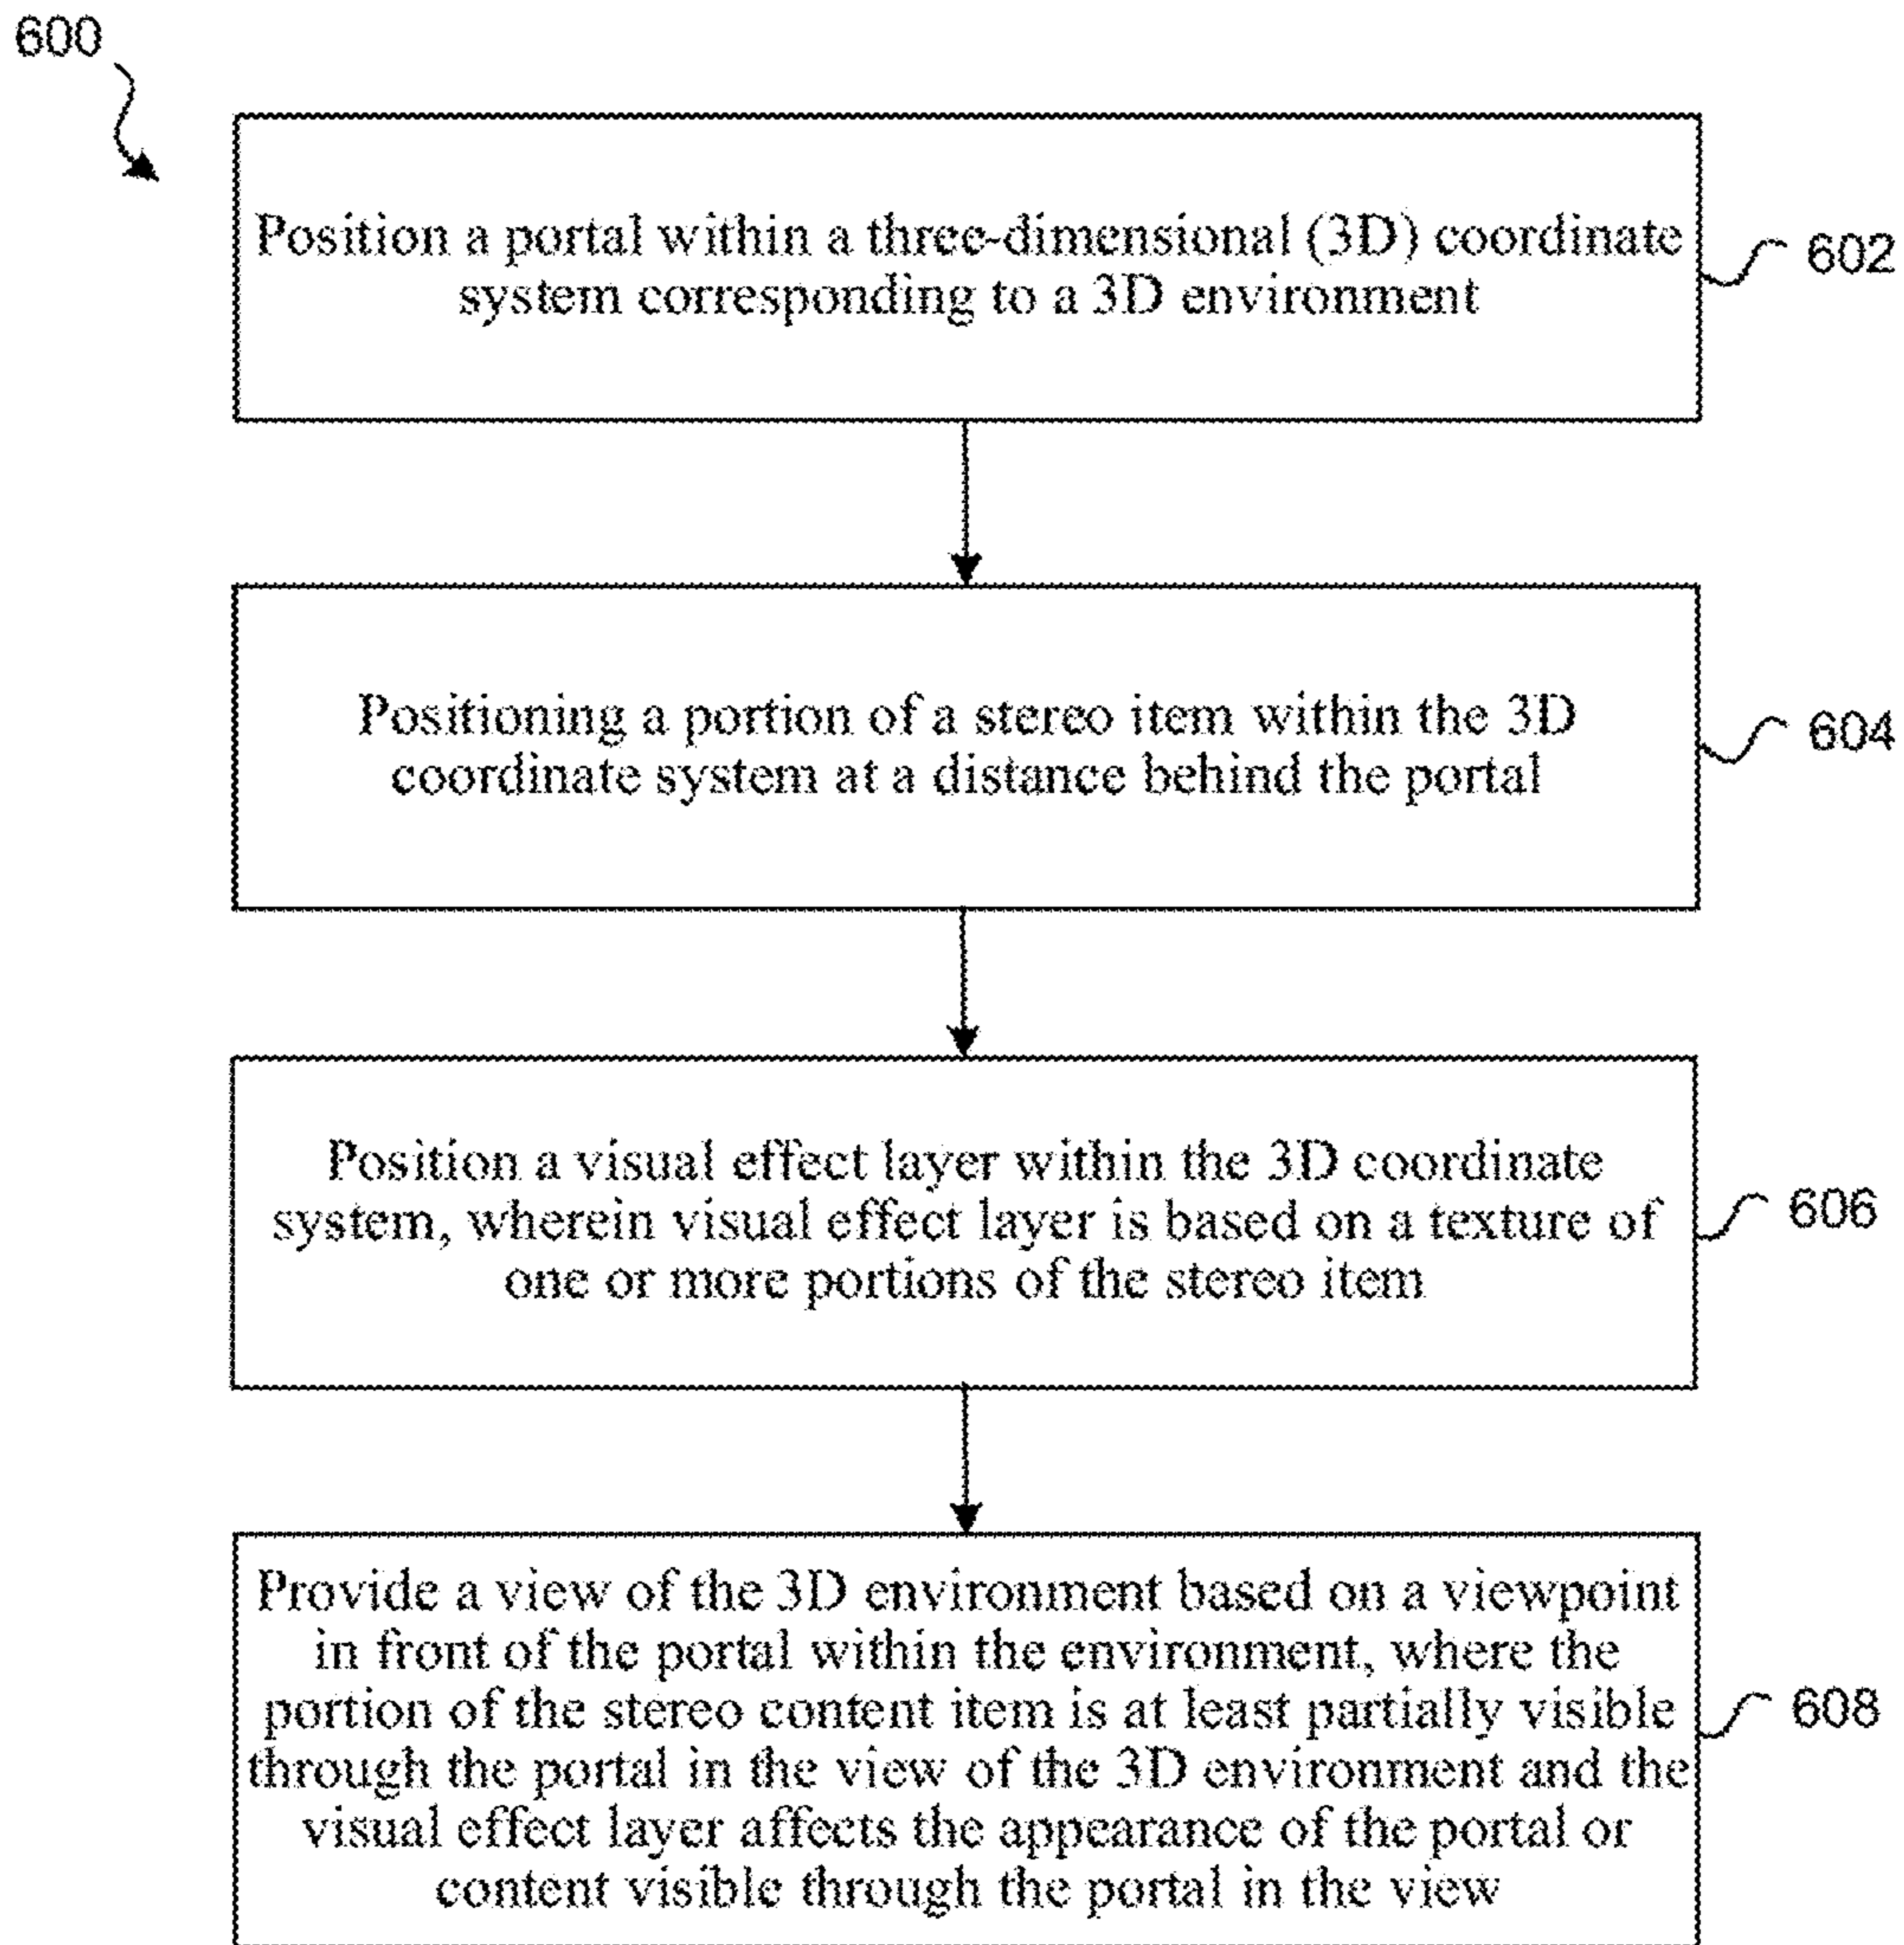 600
Position a portal within a three-dimensional (3D) coordinate
system corresponding to a 3D environment
602
Positioning a portion of a stereo item within the 3D
coordinate system at a distance behind the portal
604
Position a visual effect layer within the 3D coordinate
system, wherein visual effect layer is based on a texture of
one or more portions of the stereo item
606
Provide a view of the 3D environment based on a viewpoint
in front of the portal within the environment, where the
portion of the stereo content item is at least partially visible
through the portal in the view of the 3D environment and the
visual effect layer affects the appearance of the portal or
content visible through the portal in the view
608